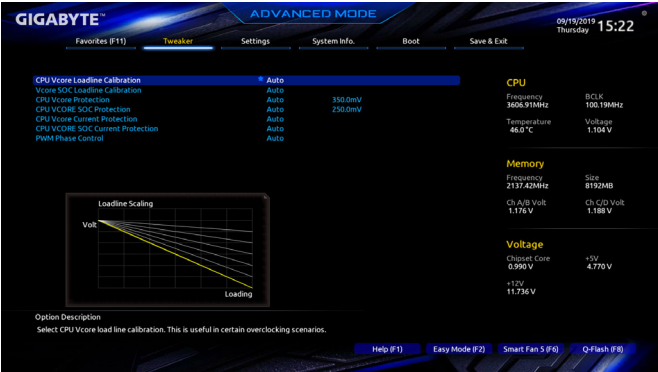 GIGABYTE™
ADVANCED MODE
09/19/2019
Thursday 15:22
Favorites (F11) Tweaker Settings System Info. Boot Save & Exit
CPU Vcore Loadline Calibration * Auto
Vcore SOC Loadline Calibration Auto
CPU Vcore Protection Auto 350.0mV
CPU VCORE SOC Protection Auto 250.0mV
CPU Vcore Current Protection Auto
CPU VCORE SOC Current Protection Auto
PWM Phase Control Auto
CPU
Frequency BCLK
3606.91MHz 100.19MHz
Temperature Voltage
46.0°C 1.104 V
Memory
Frequency Size
2137.42MHz 8192MB
Ch A/B Volt Ch C/D Volt
1.176 V 1.188 V
Voltage
Chipset Core +5V
0.990 V 4.770 V
+12V
11.736 V
Loadline Scaling
Volt
Loading
Option Description
Select CPU Vcore load line calibration. This is useful in certain overclocking scenarios.
Help (F1) Easy Mode (F2) Smart Fan 5 (F6) Q-Flash (F8)